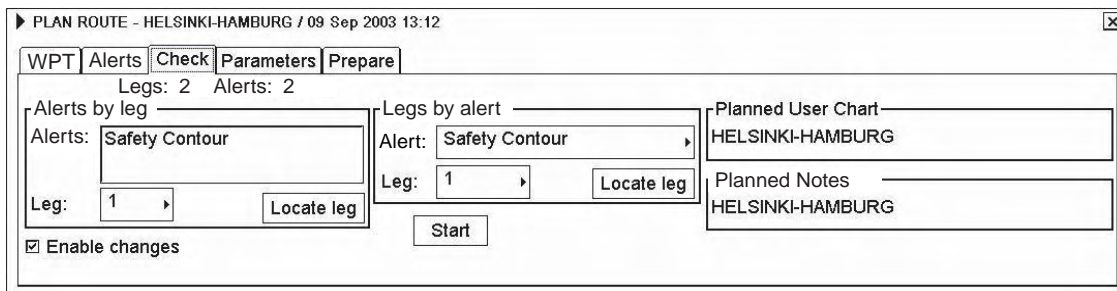 PLAN ROUTE - HELSINKI-HAMBURG / 09 Sep 2003 13:12
WPT Alerts Check Parameters Prepare
Legs: 2 Alerts: 2
Alerts by leg
Alerts: Safety Contour
Leg: 1 Locate leg
Enable changes
Legs by alert
Alert: Safety Contour
Leg: 1 Locate leg
Start
Planned User Chart
HELSINKI-HAMBURG
Planned Notes
HELSINKI-HAMBURG